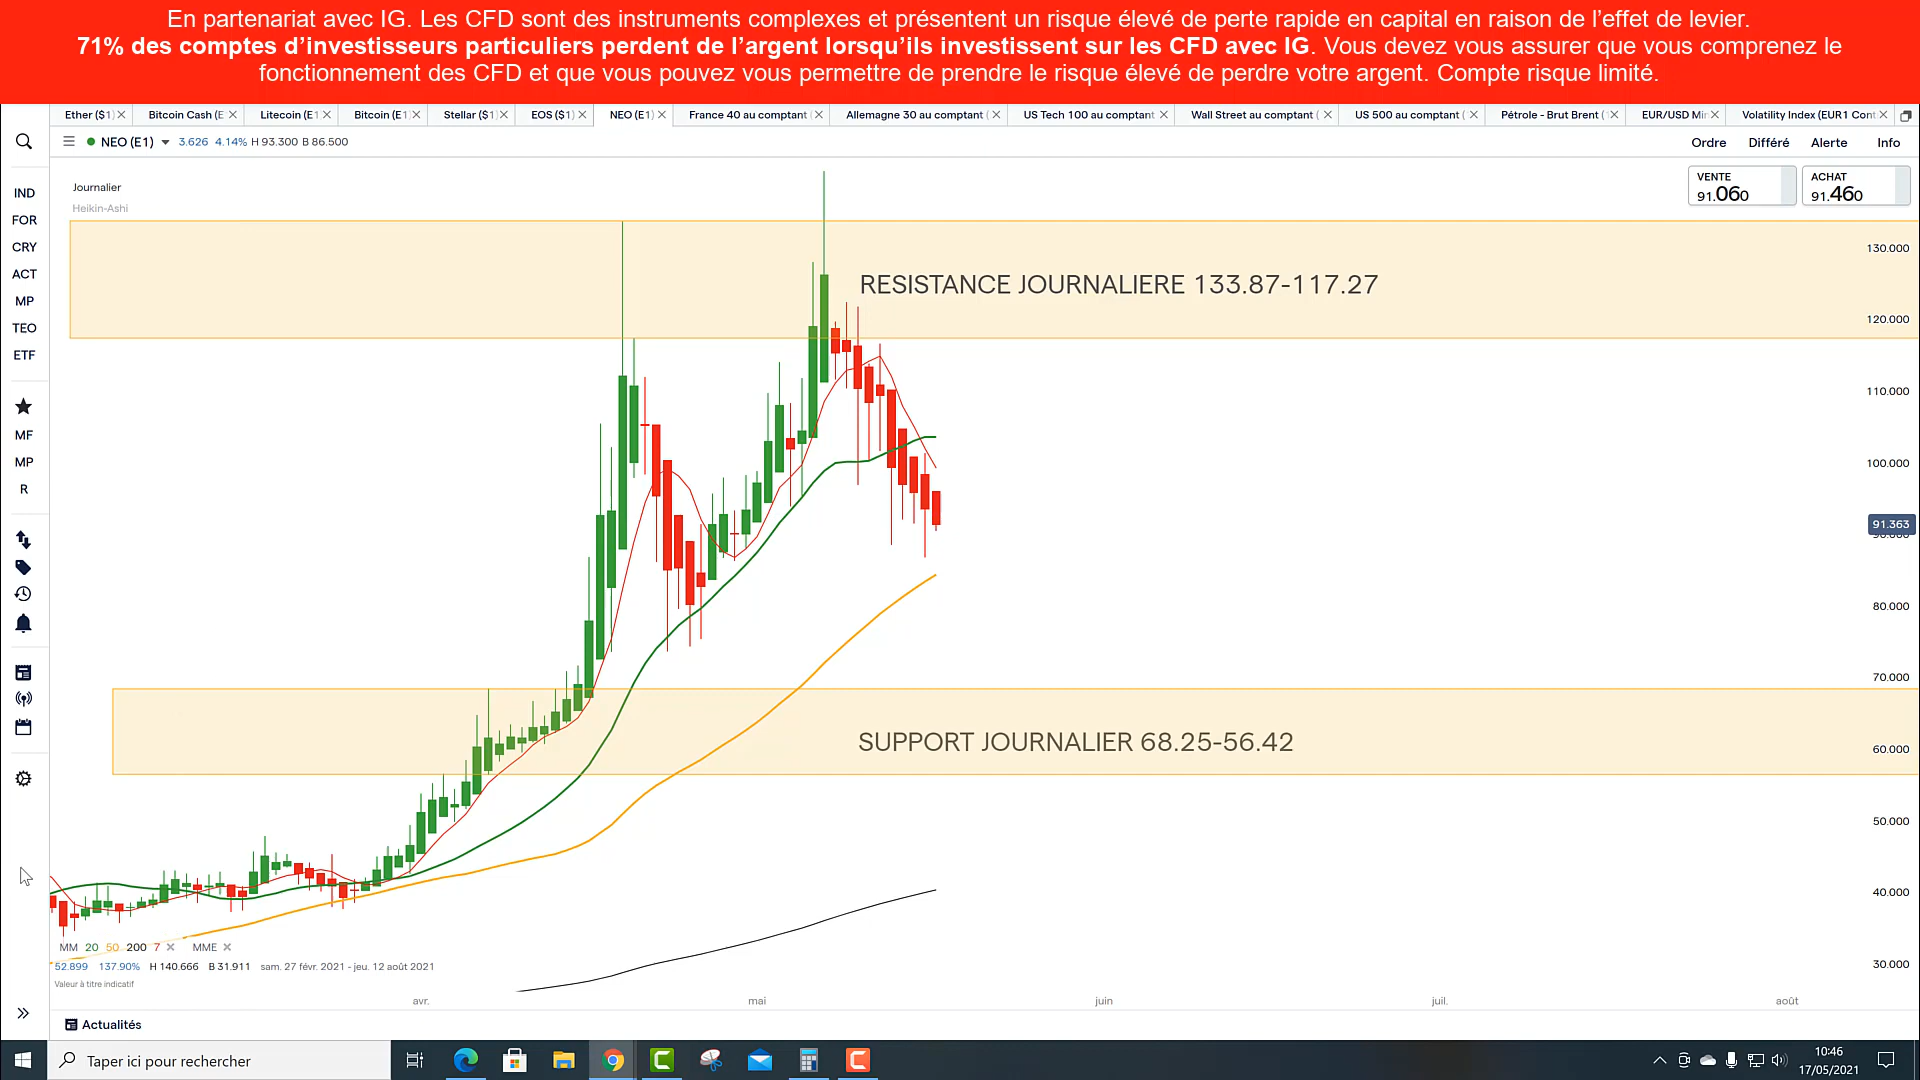 En partenariat avec IG. Les CFD sont des instruments complexes et présentent un risque élevé de perte rapide en capital en raison de l’effet de levier.
71% des comptes d’investisseurs particuliers perdent de l’argent lorsqu’ils investissent sur les CFD avec IG. Vous devez vous assurer que vous comprenez le
fonctionnement des CFD et que vous pouvez vous permettre de prendre le risque élevé de perdre votre argent. Compte risque limité.
Ether ($1) Bitcoin Cash (E Litecoin (E1 Bitcoin (E1 Stellar ($1) EOS ($1) NEO (E1) France 40 au comptant ( Allemagne 30 au comptant ( US Tech 100 au comptant Wall Street au comptant ( US 500 au comptant ( Pétrole - Brut Brent ( EUR/USD Mi Volatility Index (EUR1 Cont
NEO (E1) 3.626 4.14% H 93.300 B 86.500
Ordre Différé Alerte Info
Journalier
Heikin-Ashi
VENTE
91.060
ACHAT
91.460
IND
FOR
CRY
ACT
MP
TEO
ETF
MF
MP
R
RESISTANCE JOURNALIERE 133.87-117.27
SUPPORT JOURNALIER 68.25-56.42
130.000
120.000
110.000
100.000
91.363
90.000
80.000
70.000
60.000
50.000
40.000
30.000
MM 20 50 200 7 MME
52.899 137.90% H 140.666 B 31.911 sam. 27 févr. 2021 - jeu. 12 août 2021
Valeur à titre indicatif
avr. mai juin juil. août
Actualités
Taper ici pour rechercher
10:46
17/05/2021